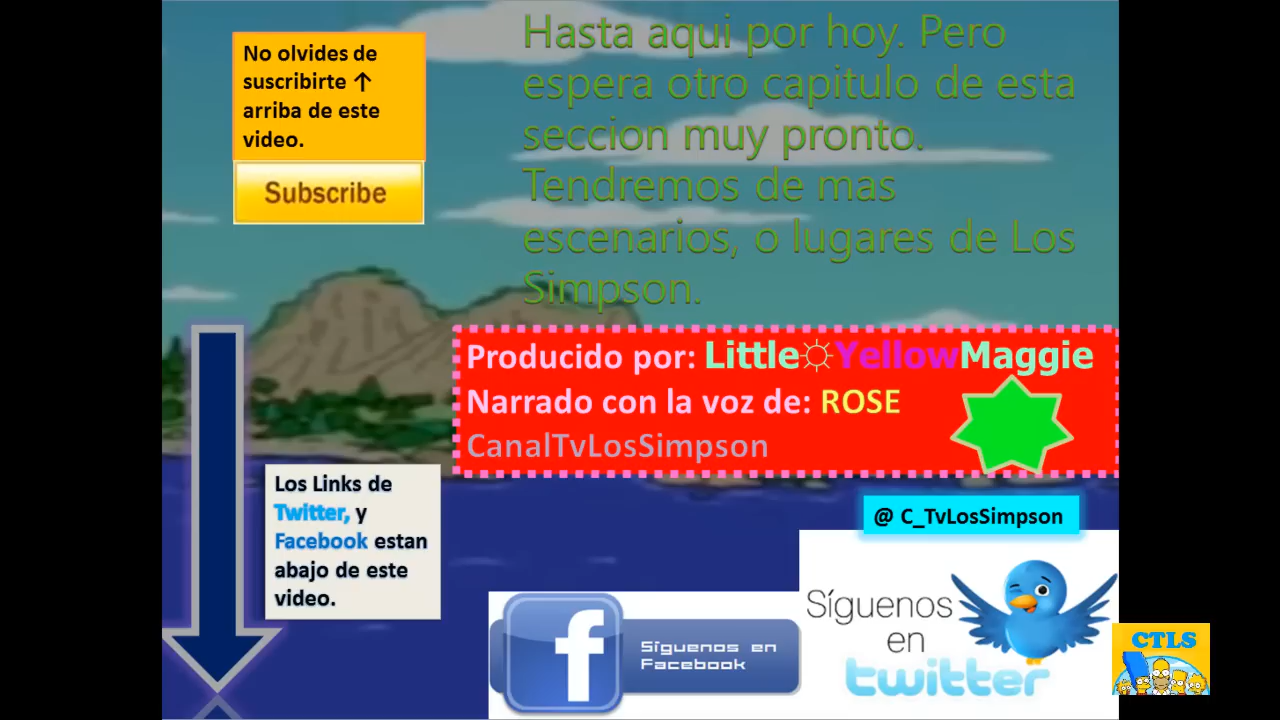 No olvides de
suscribirte ↑
arriba de este
video.
Subscribe
Hasta aqui por hoy. Pero
espera otro capitulo de esta
seccion muy pronto.
Tendremos de mas
escenarios, o lugares de Los
Simpson.
Producido por: Little☼YellowMaggie
Narrado con la voz de: ROSE
CanalTvLosSimpson
Los Links de
Twitter, y
Facebook estan
abajo de este
video.
@ C_TvLosSimpson
f
Síguenos en
Facebook
Síguenos
en
twitter
CTLS